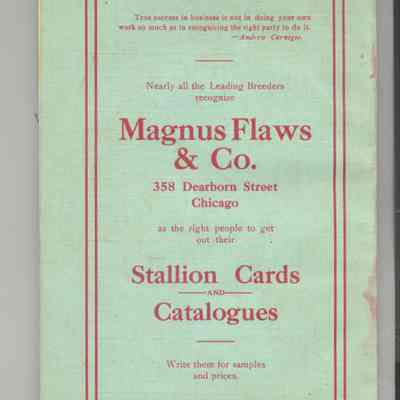 True success in business is not in doing your own
work so much as in recognizing the right party to do it.
—Andrew Carnegie.
Nearly all the Leading Breeders
recognize
Magnus Flaws
& Co.
358 Dearborn Street
Chicago
as the right people to get
out their
Stallion Cards
—AND—
Catalogues
Write them for samples
and prices.